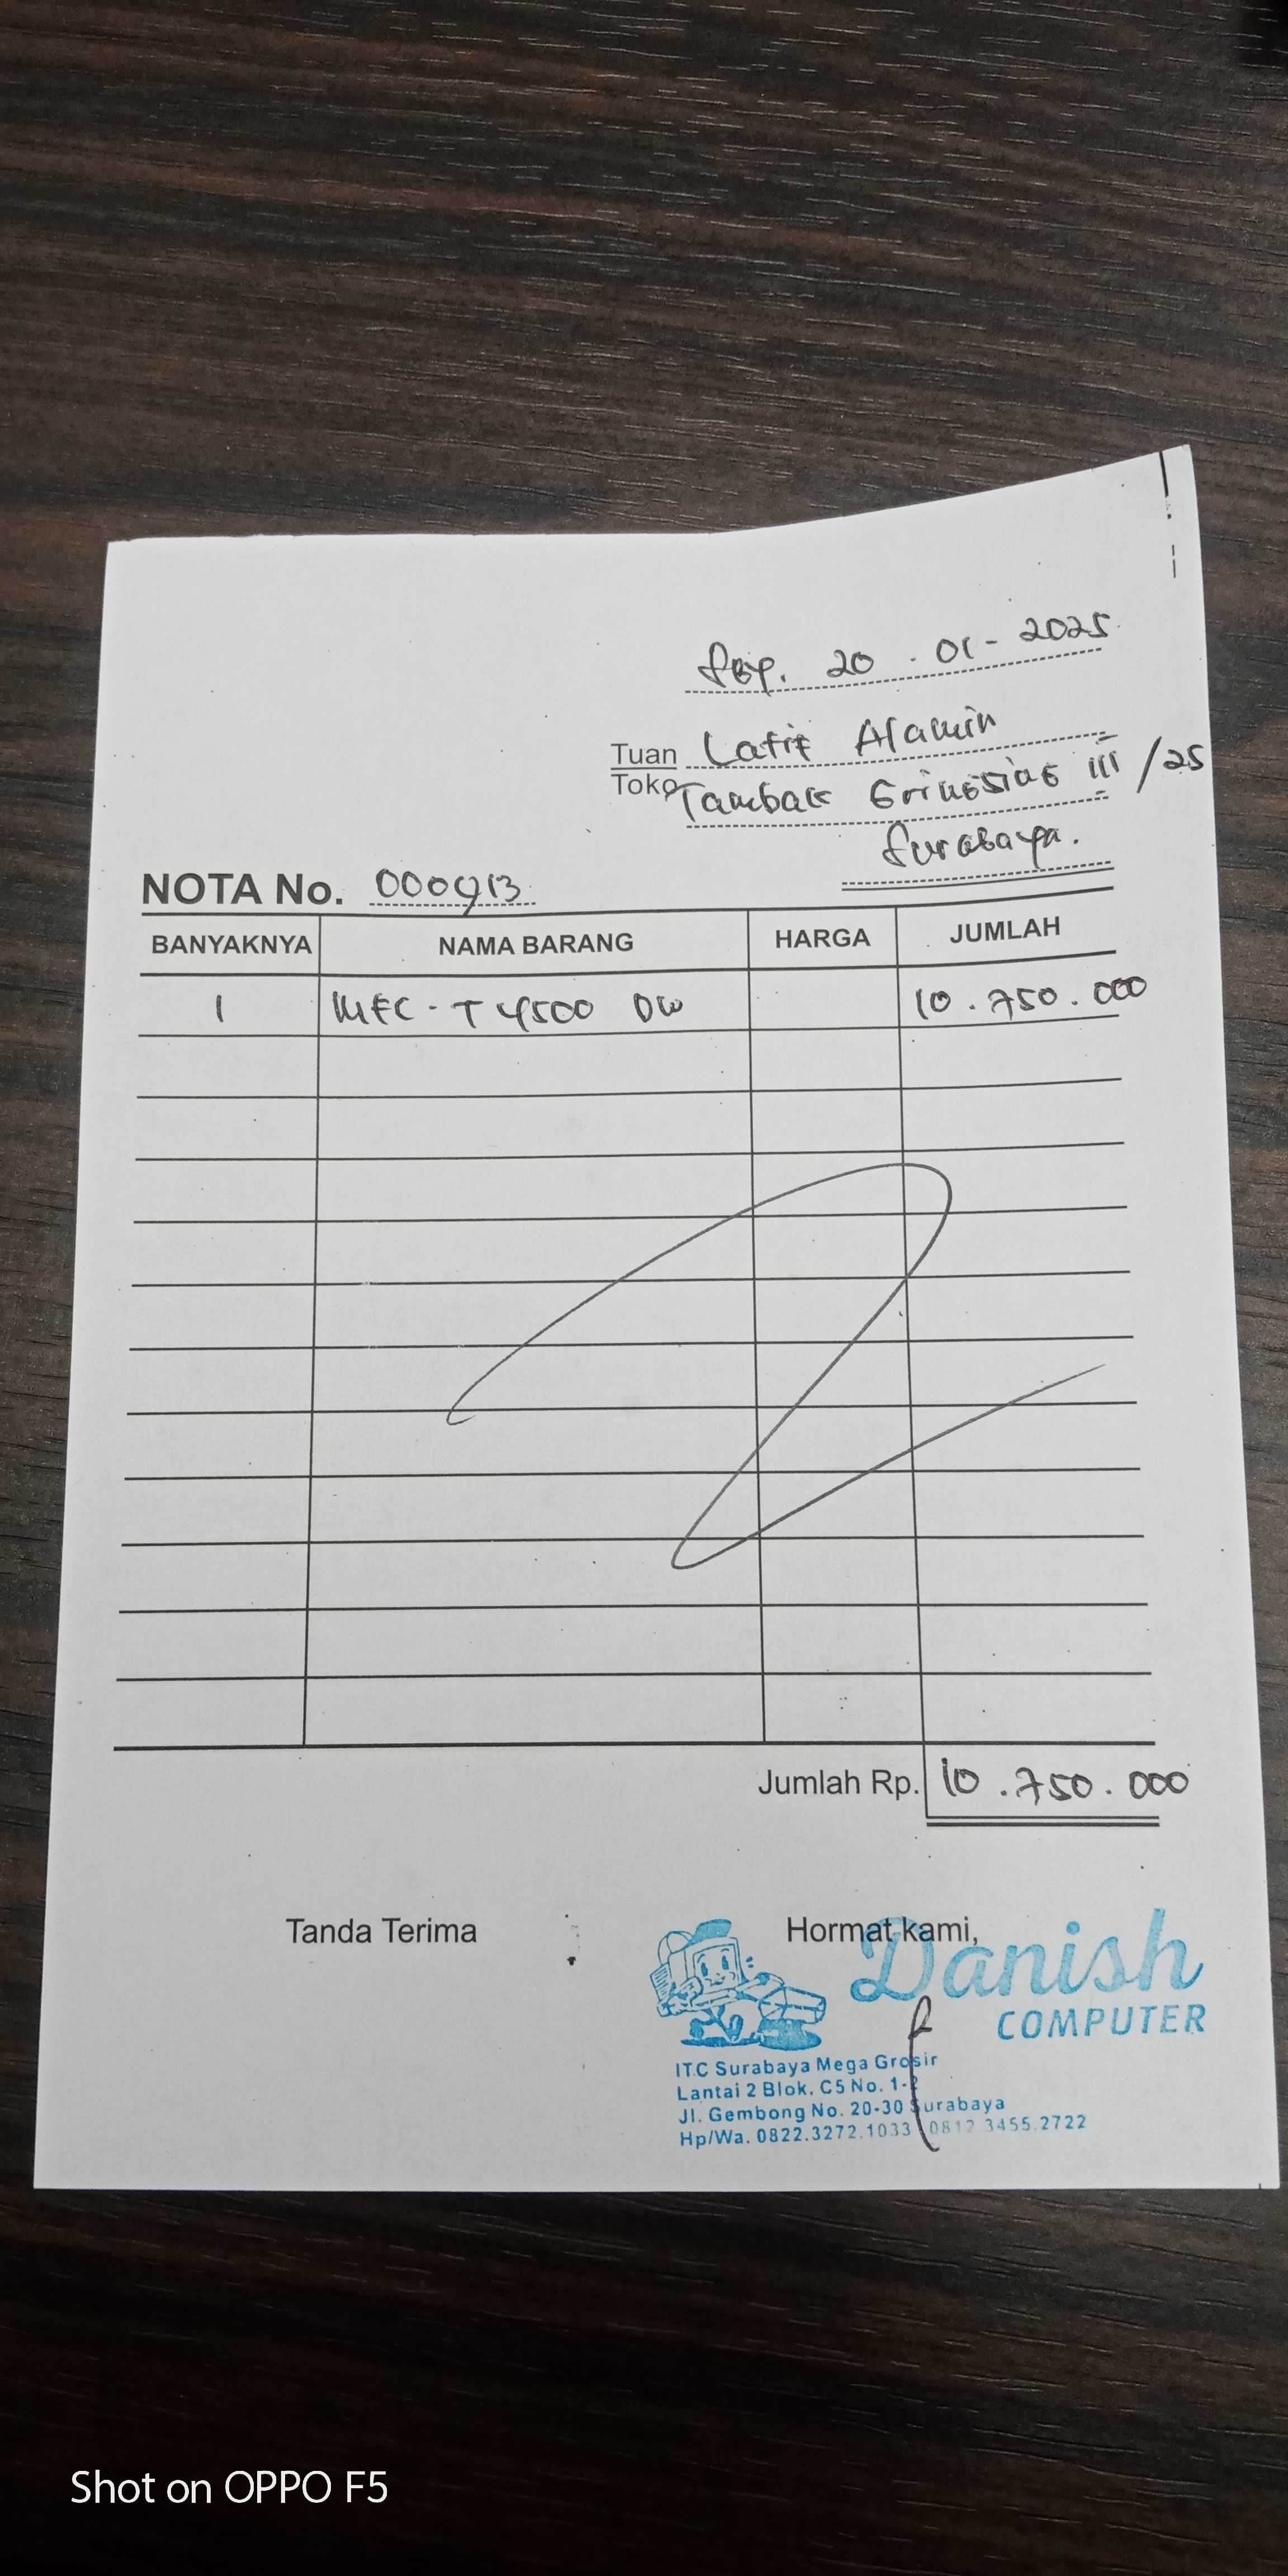 Sby. 20 - 01 - 2025
Tuan Latif Alamin
Toko Tambak Gringsing III / 25
Surabaya.
NOTA No. 000913
BANYAKNYA NAMA BARANG HARGA JUMLAH
1 MFC - T 4500 DW 10.750.000
Jumlah Rp. 10.750.000
Tanda Terima Hormat kami,
Danish
COMPUTER
ITC Surabaya Mega Grosir
Lantai 2 Blok. C5 No. 1-2
Jl. Gembong No. 20-30 Surabaya
Hp/Wa. 0822.3272.1033 0812 3455.2722
Shot on OPPO F5